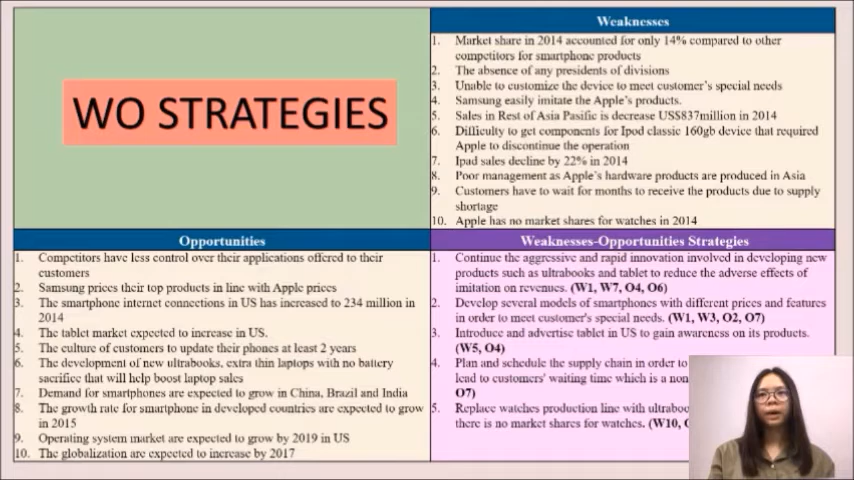 WO STRATEGIES
Weaknesses
1. Market share in 2014 accounted for only 14% compared to other
competitors for smartphone products
2. The absence of any presidents of divisions
3. Unable to customize the device to meet customer's special needs
4. Samsung easily imitate the Apple's products.
5. Sales in Rest of Asia Pasific is decrease US$837million in 2014
6. Difficulty to get components for Ipod classic 160gb device that required
Apple to discontinue the operation
7. Ipad sales decline by 22% in 2014
8. Poor management as Apple's hardware products are produced in Asia
9. Customers have to wait for months to receive the products due to supply
shortage
10. Apple has no market shares for watches in 2014
Opportunities
1. Competitors have less control over their applications offered to their
customers
2. Samsung prices their top products in line with Apple prices
3. The smartphone internet connections in US has increased to 234 million in
2014
4. The tablet market expected to increase in US.
5. The culture of customers to update their phones at least 2 years
6. The development of new ultrabooks, extra thin laptops with no battery
sacrifice that will help boost laptop sales
7. Demand for smartphones are expected to grow in China, Brazil and India
8. The growth rate for smartphone in developed countries are expected to grow
in 2015
9. Operating system market are expected to grow by 2019 in US
10. The globalization are expected to increase by 2017
Weaknesses-Opportunities Strategies
1. Continue the aggressive and rapid innovation involved in developing new
products such as ultrabooks and tablet to reduce the adverse effects of
imitation on revenues. (W1, W7, O4, O6)
2. Develop several models of smartphones with different prices and features
in order to meet customer's special needs. (W1, W3, O2, O7)
3. Introduce and advertise tablet in US to gain awareness on its products.
(W5, O4)
4. Plan and schedule the supply chain in order to
lead to customers' waiting time which is a non
O7)
5. Replace watches production line with
there is no market shares for watches. (W10,